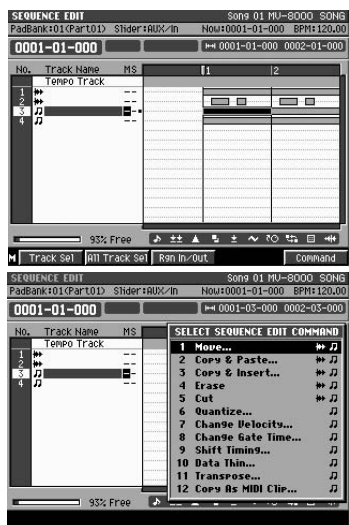 SEQUENCE EDIT Song 01 MV-8000 SONG
PadBank:01(Part01) Slider:AUX/In Now:0001-01-000 BPM:120.00
0001-01-000 0001-01-000 0002-01-000
No. Track Name MS 1 2
Tempo Track
1 --
2 --
3 -
4 --
93% Free
M Track Sel All Track Sel Rgn In/Out Command
SEQUENCE EDIT Song 01 MV-8000 SONG
PadBank:01(Part01) Slider:AUX/In Now:0001-01-000 BPM:120.00
0001-01-000 0001-03-000 0002-03-000
No. Track Name MS
Tempo Track
1 --
2 --
3 -
4 --
93% Free
SELECT SEQUENCE EDIT COMMAND
1 Move...
2 Copy & Paste...
3 Copy & Insert...
4 Erase
5 Cut
6 Quantize...
7 Change Velocity...
8 Change Gate Time...
9 Shift Timing...
10 Data Thin...
11 Transpose...
12 Copy As MIDI Clip...